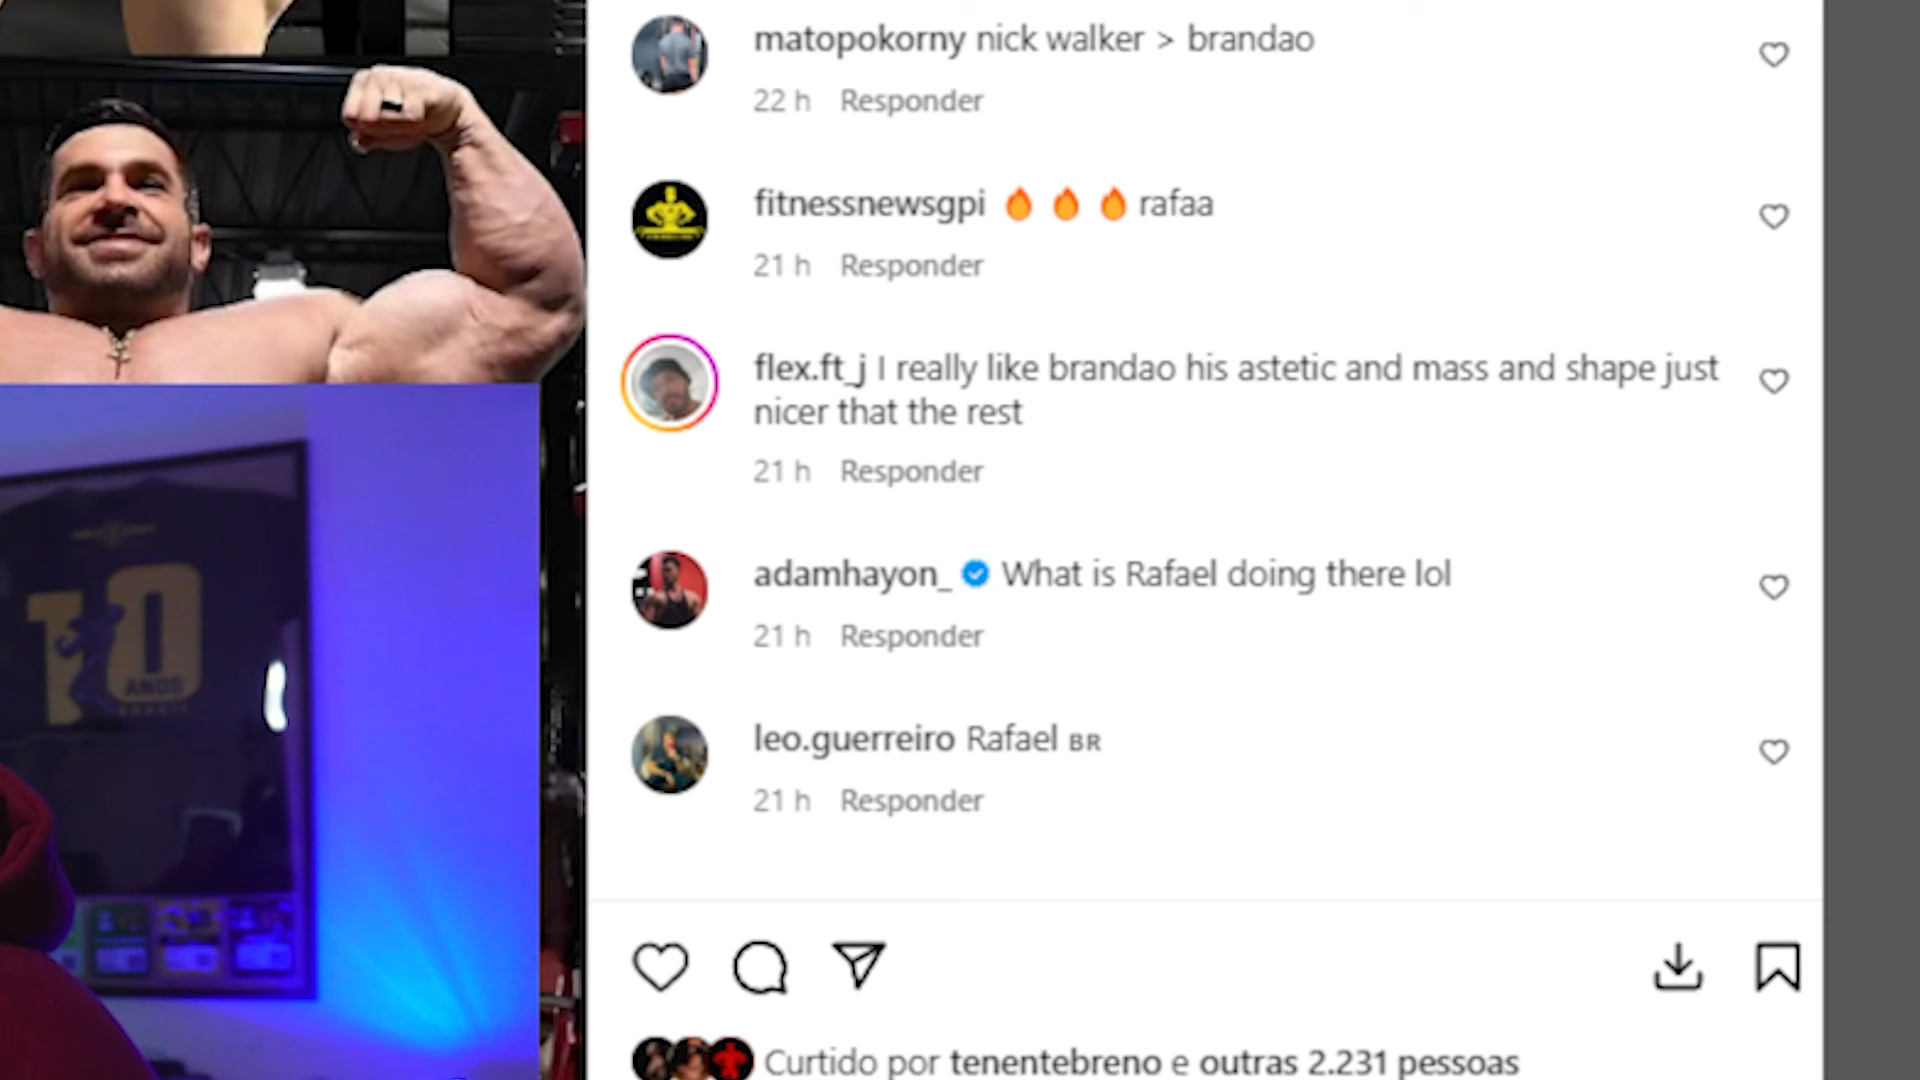 matopokorny nick walker > brandao
22 h Responder
fitnessnewsgpi 🔥 🔥 🔥 rafaa
21 h Responder
flex.ft_j I really like brandao his astetic and mass and shape just
nicer that the rest
21 h Responder
adamhayon_ What is Rafael doing there lol
21 h Responder
leo.guerreiro Rafael BR
21 h Responder
Curtido por tenentebreno e outras 2.231 pessoas
10
ANOS